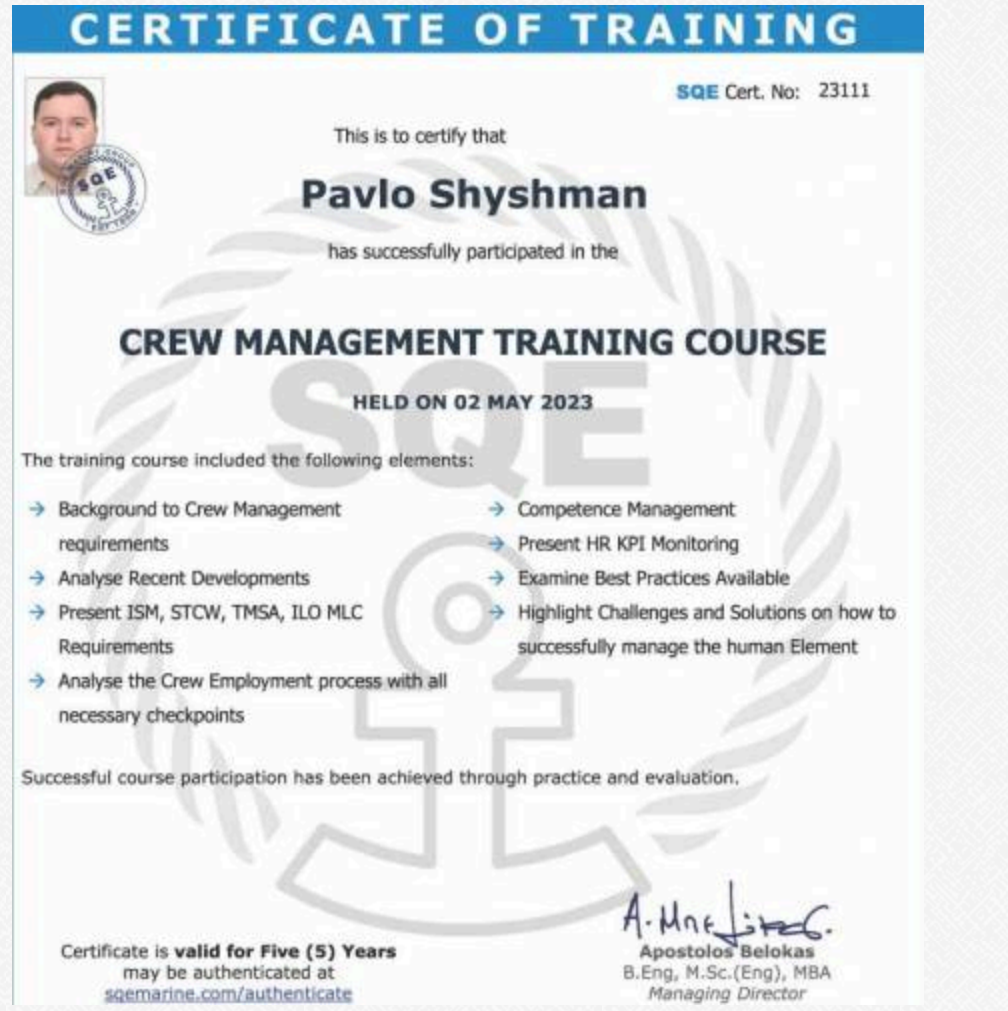 CERTIFICATE OF TRAINING
SQE Cert. No: 23111
This is to certify that
Pavlo Shyshman
has successfully participated in the
CREW MANAGEMENT TRAINING COURSE
SQE
HELD ON 02 MAY 2023
The training course included the following elements:
→ Background to Crew Management
requirements
→ Analyse Recent Developments
→ Present ISM, STCW, TMSA, ILO MLC
Requirements
→ Analyse the Crew Employment process with all
necessary checkpoints
→ Competence Management
→ Present HR KPI Monitoring
→ Examine Best Practices Available
→ Highlight Challenges and Solutions on how to
successfully manage the human Element
Successful course participation has been achieved through practice and evaluation.
Certificate is valid for Five (5) Years
may be authenticated at
sqemarine.com/authenticate
Apostolos Belokas
B.Eng, M.Sc.(Eng), MBA
Managing Director
SQE